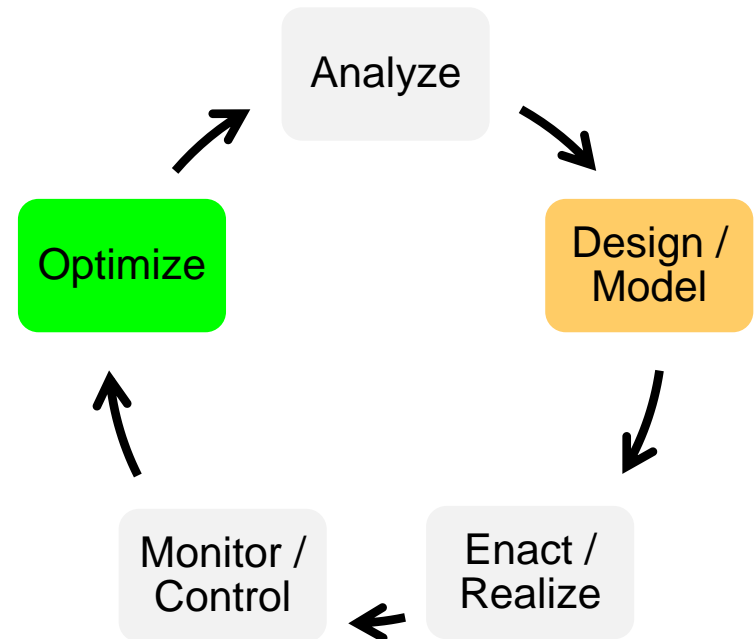 Analyze
Design /
Model
Enact /
Realize
Monitor /
Control
Optimize